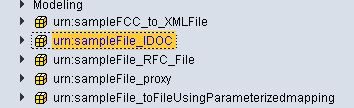 Modeling
urn:sampleFCC_to_XMLFile
urn:sampleFile_IDOC
urn:sampleFile_RFC_File
urn:sampleFile_proxy
urn:sampleFile_toFileUsingParameterizedmapping